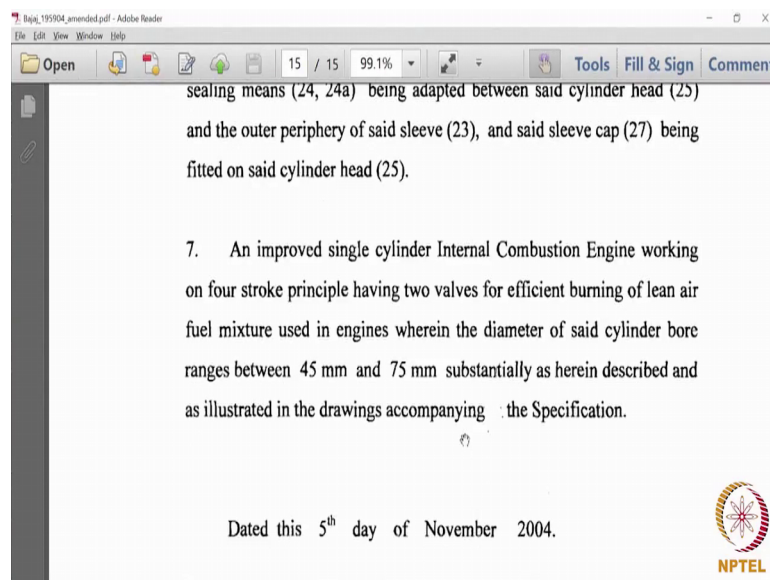 Bajaj_195904_amended.pdf - Adobe Reader
File Edit View Window Help
Open 15 / 15 99.1% Tools Fill & Sign Commen
sealing means (24, 24a) being adapted between said cylinder head (25)
and the outer periphery of said sleeve (23), and said sleeve cap (27) being
fitted on said cylinder head (25).
7. An improved single cylinder Internal Combustion Engine working
on four stroke principle having two valves for efficient burning of lean air
fuel mixture used in engines wherein the diameter of said cylinder bore
ranges between 45 mm and 75 mm substantially as herein described and
as illustrated in the drawings accompanying the Specification.
Dated this 5th day of November 2004.
NPTEL